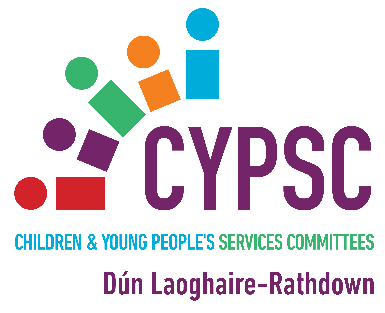 CYPSC
CHILDREN & YOUNG PEOPLE'S SERVICES COMMITTEES
Dún Laoghaire-Rathdown